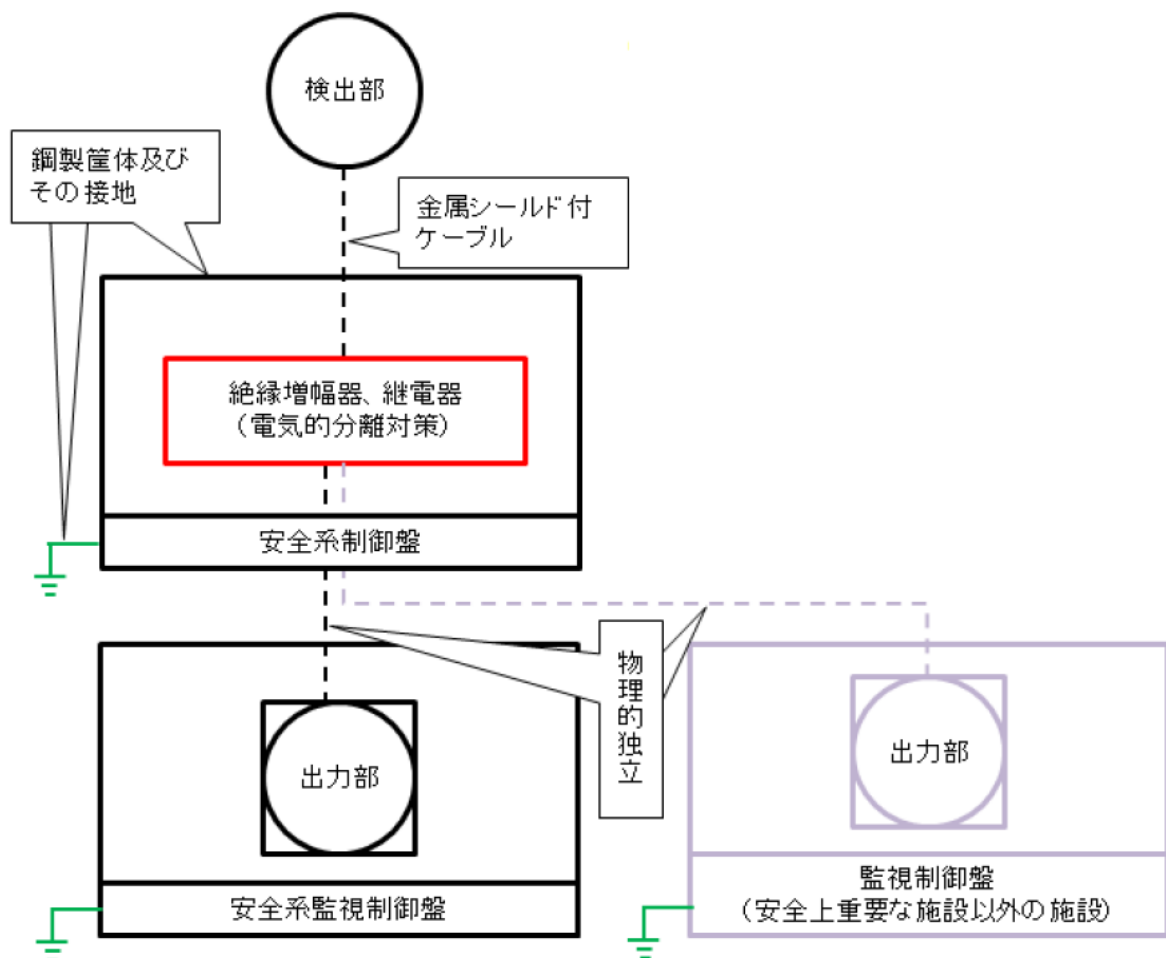 検出部
鋼製筐体及び
その接地
金属シールド付
ケーブル
絶縁増幅器、継電器
（電気的分離対策）
安全系制御盤
物理的独立
出力部
安全系監視制御盤
出力部
監視制御盤
（安全上重要な施設以外の施設）